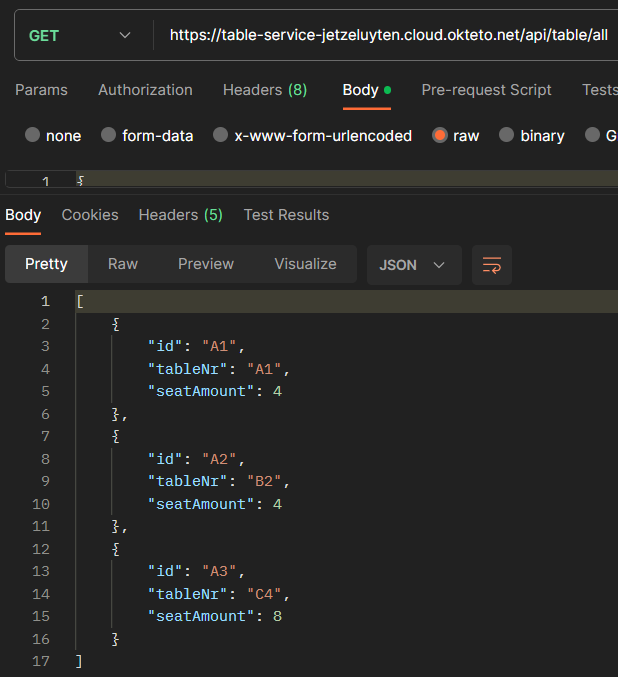 GET https://table-service-jetzeluyten.cloud.okteto.net/api/table/all
Params Authorization Headers (8) Body Pre-request Script Tests
none form-data x-www-form-urlencoded raw binary G
1 {
Body Cookies Headers (5) Test Results
Pretty Raw Preview Visualize JSON
1 [
2 {
3 "id": "A1",
4 "tableNr": "A1",
5 "seatAmount": 4
6 },
7 {
8 "id": "A2",
9 "tableNr": "B2",
10 "seatAmount": 4
11 },
12 {
13 "id": "A3",
14 "tableNr": "C4",
15 "seatAmount": 8
16 }
17 ]